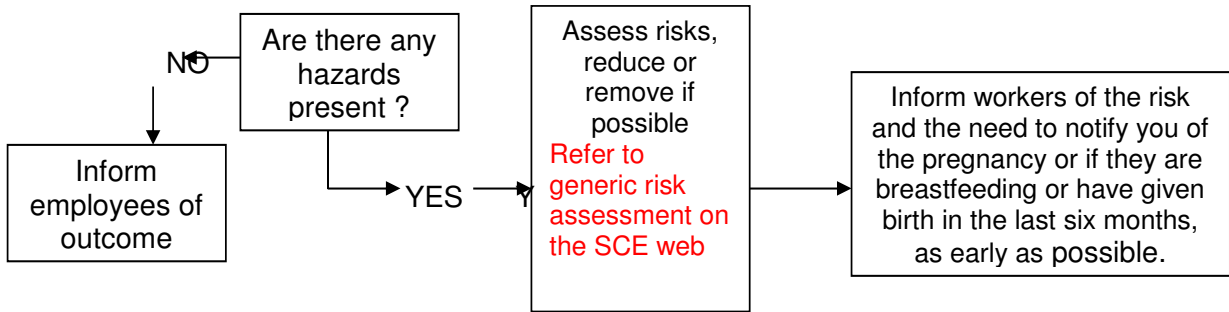 Are there any
hazards
present ?
NO
Inform
employees of
outcome
YES
Y
Assess risks,
reduce or
remove if
possible
Refer to
generic risk
assessment on
the SCE web
Inform workers of the risk
and the need to notify you of
the pregnancy or if they are
breastfeeding or have given
birth in the last six months,
as early as possible.